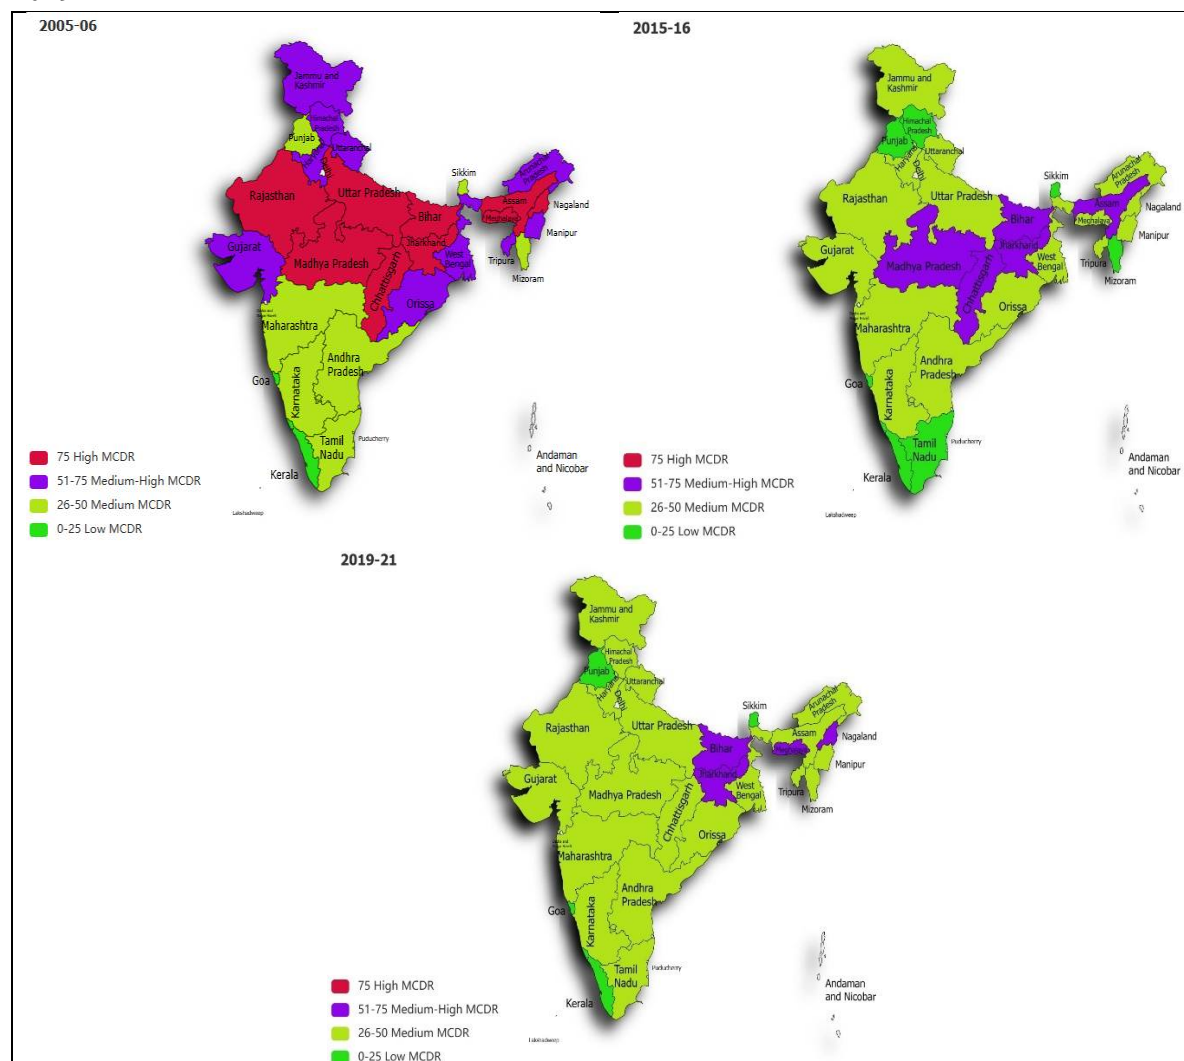 2005-06
Jammu and
Kashmir
Himachal
Pradesh
Punjab
Uttaranchal
Haryana
Delhi
Rajasthan
Uttar Pradesh
Bihar
Sikkim
Arunachal
Pradesh
Assam
Nagaland
Meghalaya
Manipur
Tripura
Mizoram
Jharkhand
West
Bengal
Gujarat
Madhya Pradesh
Chhattisgarh
Orissa
Maharashtra
Andhra
Pradesh
Goa
Karnataka
Tamil
Nadu
Puducherry
Kerala
Lakshadweep
Andaman
and Nicobar
75 High MCDR
51-75 Medium-High MCDR
26-50 Medium MCDR
0-25 Low MCDR
2015-16
Jammu and
Kashmir
Himachal
Pradesh
Punjab
Uttaranchal
Haryana
Delhi
Rajasthan
Uttar Pradesh
Bihar
Sikkim
Arunachal
Pradesh
Assam
Nagaland
Meghalaya
Manipur
Tripura
Mizoram
Jharkhand
West
Bengal
Gujarat
Madhya Pradesh
Chhattisgarh
Orissa
Maharashtra
Andhra
Pradesh
Goa
Karnataka
Tamil
Nadu
Puducherry
Kerala
Lakshadweep
Andaman
and Nicobar
75 High MCDR
51-75 Medium-High MCDR
26-50 Medium MCDR
0-25 Low MCDR
2019-21
Jammu and
Kashmir
Himachal
Pradesh
Punjab
Uttaranchal
Haryana
Delhi
Rajasthan
Uttar Pradesh
Bihar
Sikkim
Arunachal
Pradesh
Assam
Nagaland
Meghalaya
Manipur
Tripura
Mizoram
Jharkhand
West
Bengal
Gujarat
Madhya Pradesh
Chhattisgarh
Orissa
Maharashtra
Andhra
Pradesh
Goa
Karnataka
Tamil
Nadu
Puducherry
Kerala
Lakshadweep
Andaman
and Nicobar
75 High MCDR
51-75 Medium-High MCDR
26-50 Medium MCDR
0-25 Low MCDR